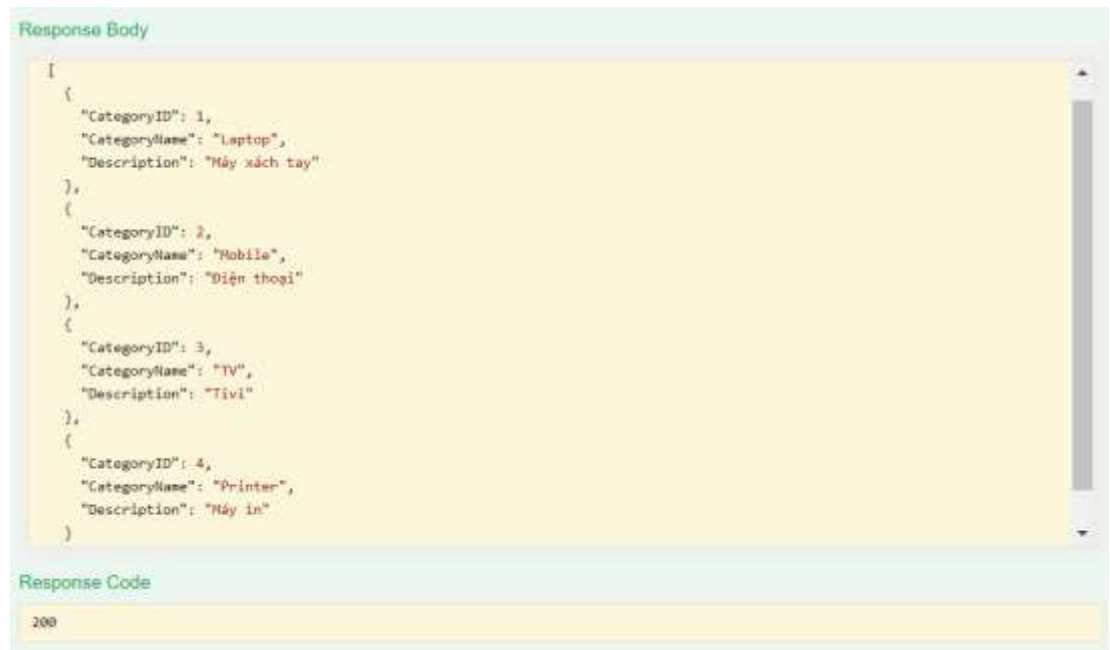 Response Body
[
{
"CategoryID": 1,
"CategoryName": "Laptop",
"Description": "Máy xách tay"
},
{
"CategoryID": 2,
"CategoryName": "Mobile",
"Description": "Điện thoại"
},
{
"CategoryID": 3,
"CategoryName": "TV",
"Description": "Tivi"
},
{
"CategoryID": 4,
"CategoryName": "Printer",
"Description": "Máy in"
}
Response Code
200